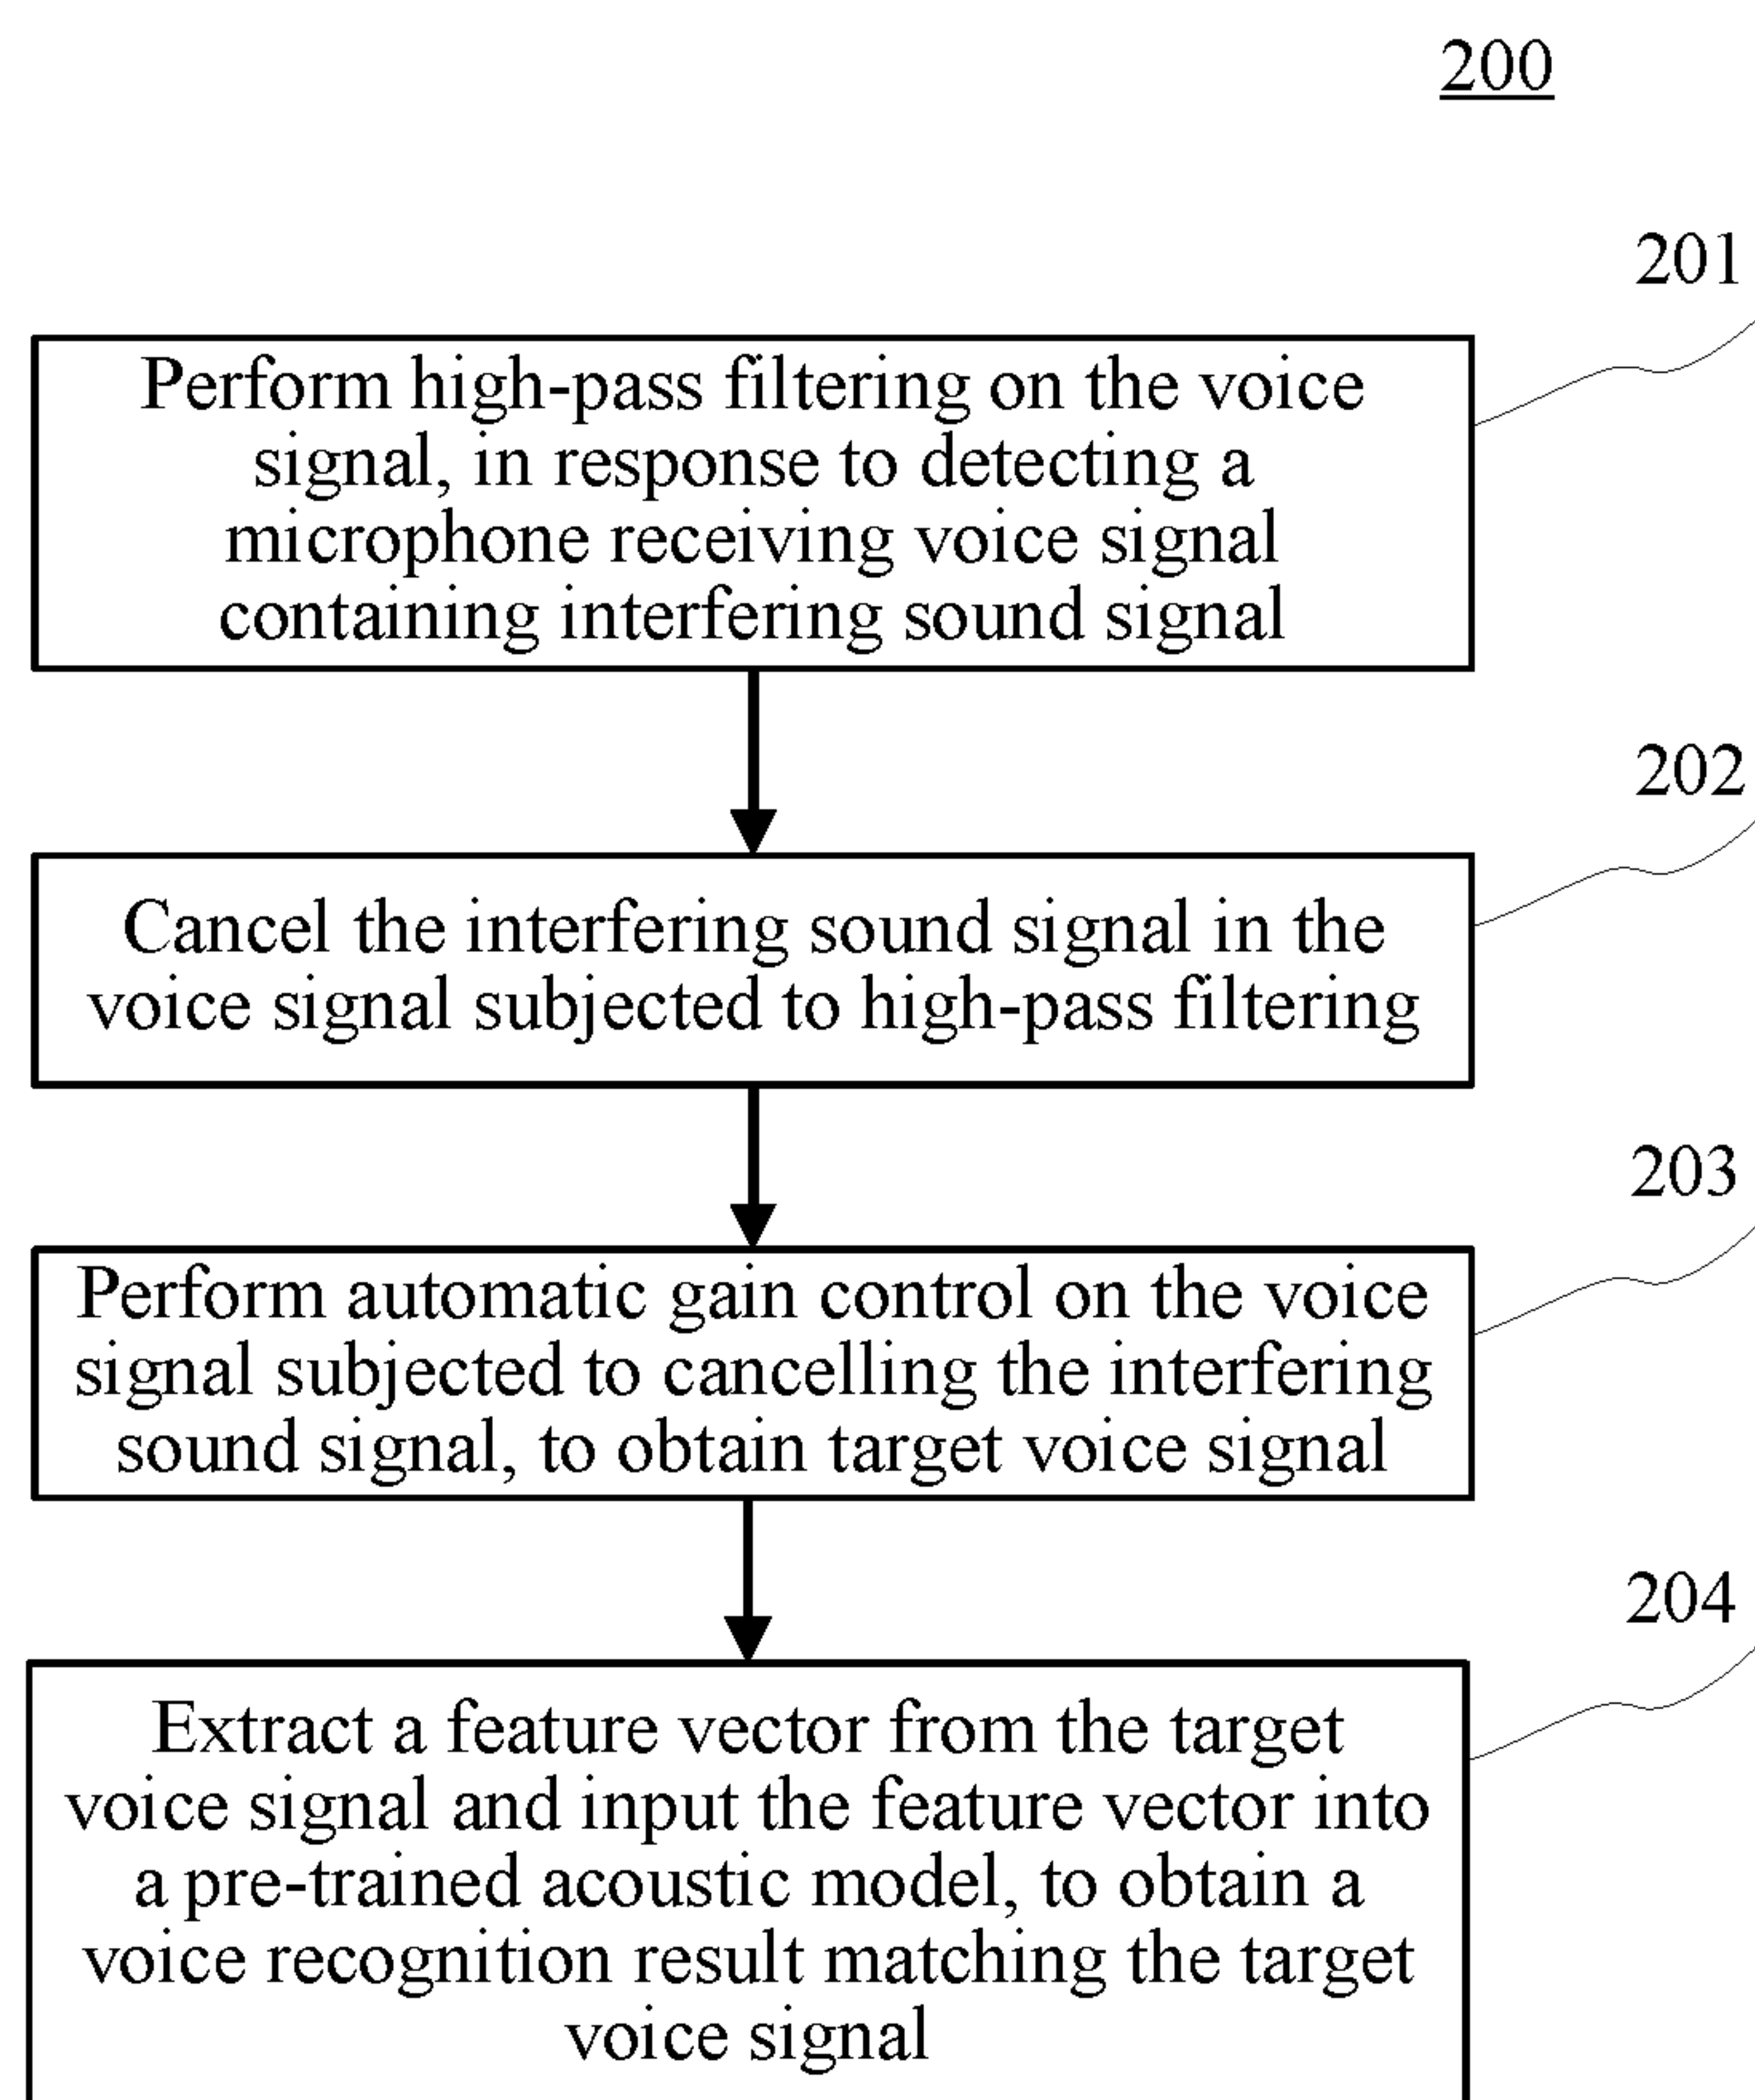 200
201
Perform high-pass filtering on the voice
signal, in response to detecting a
microphone receiving voice signal
containing interfering sound signal
202
Cancel the interfering sound signal in the
voice signal subjected to high-pass filtering
203
Perform automatic gain control on the voice
signal subjected to cancelling the interfering
sound signal, to obtain target voice signal
204
Extract a feature vector from the target
voice signal and input the feature vector into
a pre-trained acoustic model, to obtain a
voice recognition result matching the target
voice signal